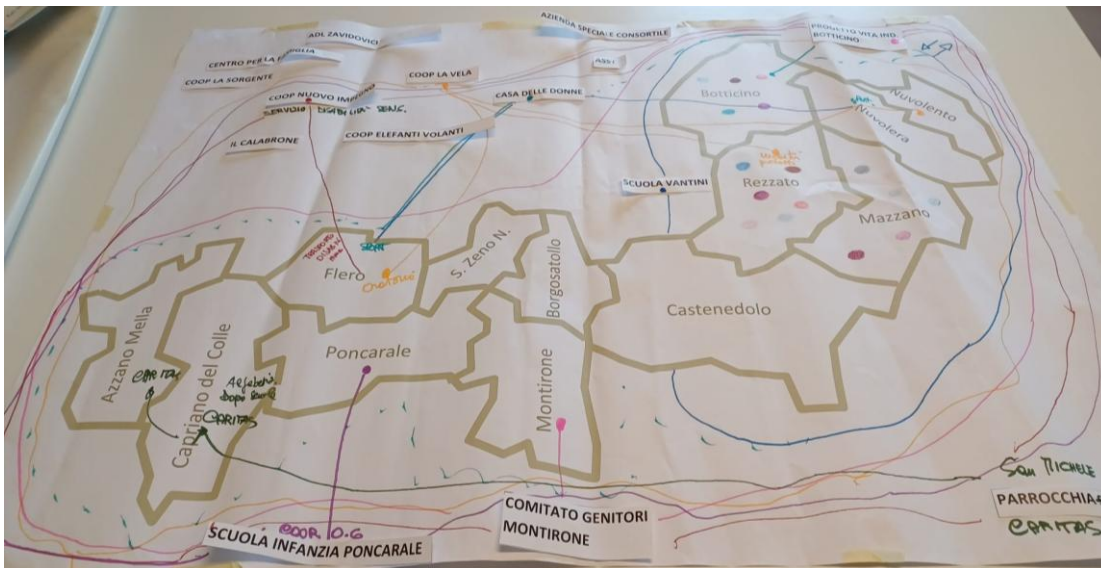 ADL ZAVIDOVICI
AZIENDA SPECIALE CONSORTILE
PROGETTO VITA IND.
BOTTICINO
CENTRO PER LA FAMIGLIA
COOP LA SORGENTE
COOP LA VELA
COOP NUOVO IMPEGNO
CASA DELLE DONNE
IL CALABRONE
COOP ELEFANTI VOLANTI
SCUOLA VANTINI
Botticino
Nuvolento
Nuvolera
Rezzato
Mazzano
Flero
S. Zeno N.
Borgosatollo
Castenedolo
Azzano Mella
Capriano del Colle
Poncarale
Montirone
CARITAS
CARITAS
San MICHELE
PARROCCHIA
CARITAS
COOR 0.6
SCUOLA INFANZIA PONCARALE
COMITATO GENITORI
MONTIRONE